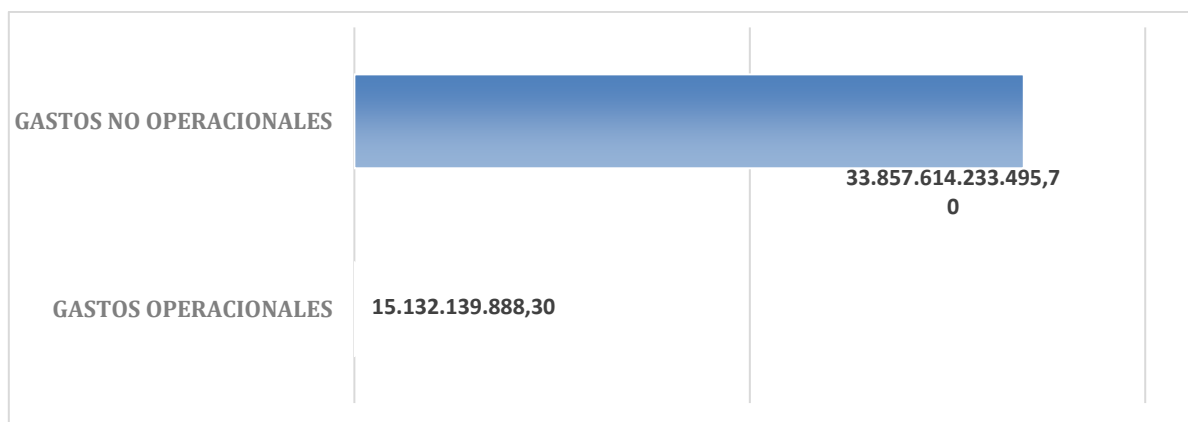 GASTOS NO OPERACIONALES
33.857.614.233.495,7
0
GASTOS OPERACIONALES
15.132.139.888,30